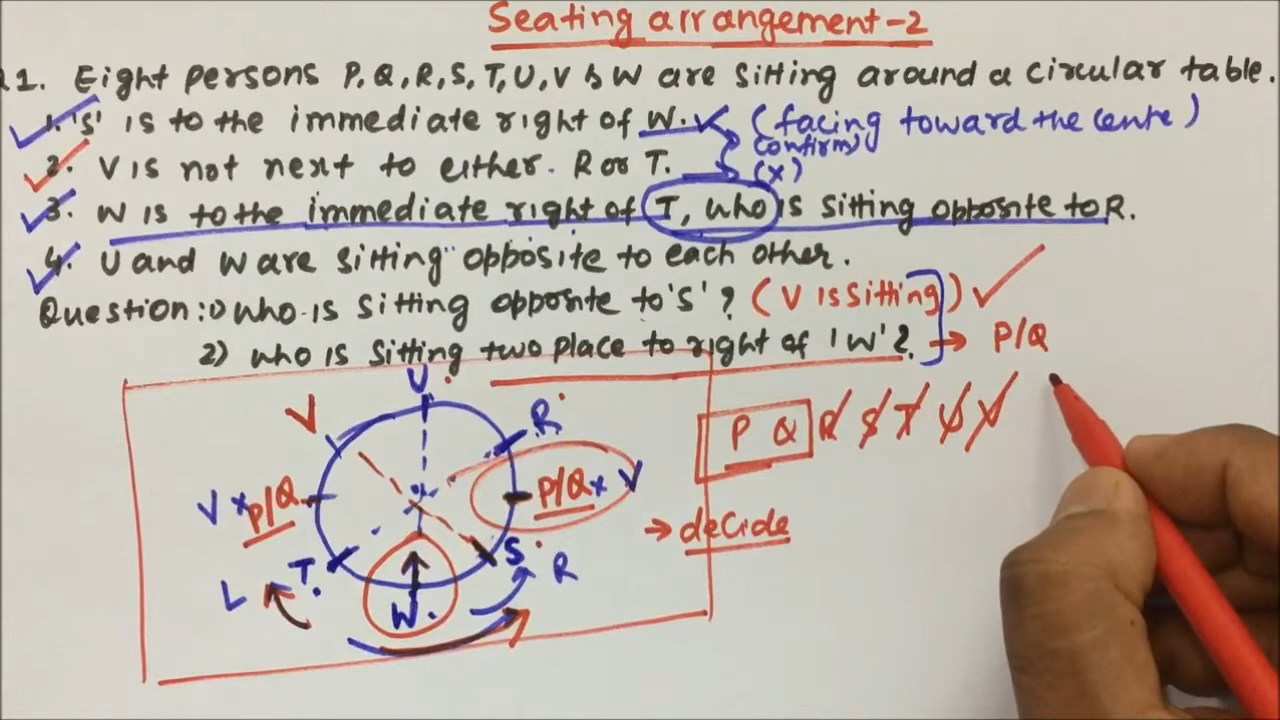 Seating arrangement-2
1. Eight persons P, Q, R, S, T, U, V & W are sitting around a circular table.
1. 'S' is to the immediate right of W. (facing toward the cente)
(confirm)
2. V is not next to either. R or T. (x)
3. W is to the immediate right of T, who is sitting opposite to R.
4. U and W are sitting opposite to each other.
Question: 1) who is sitting opposite to 's'? (V is sitting)
2) who is sitting two place to right of 'W'? → P/Q
U
V R
P Q R S T U V
V x P/Q P/Q x V
→ decide
T. S.
L R
W.